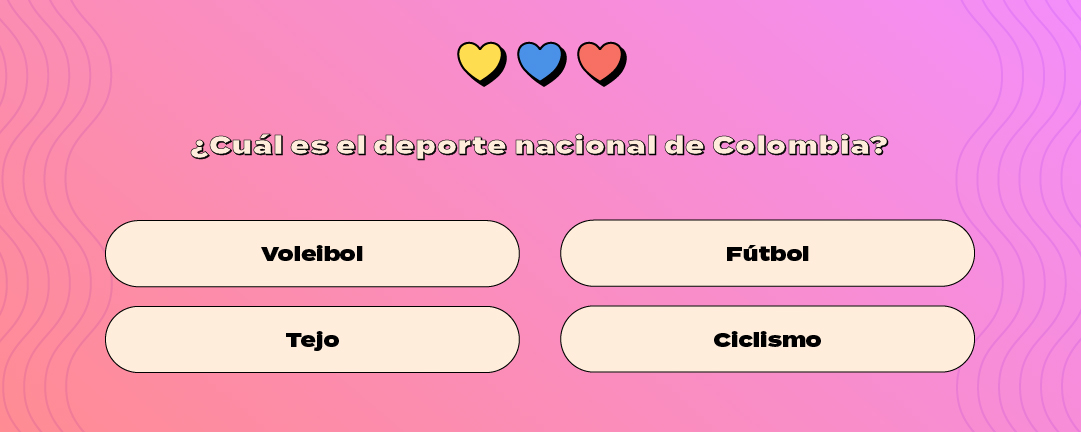 ¿Cuál es el deporte nacional de Colombia?
Voleibol
Fútbol
Tejo
Ciclismo